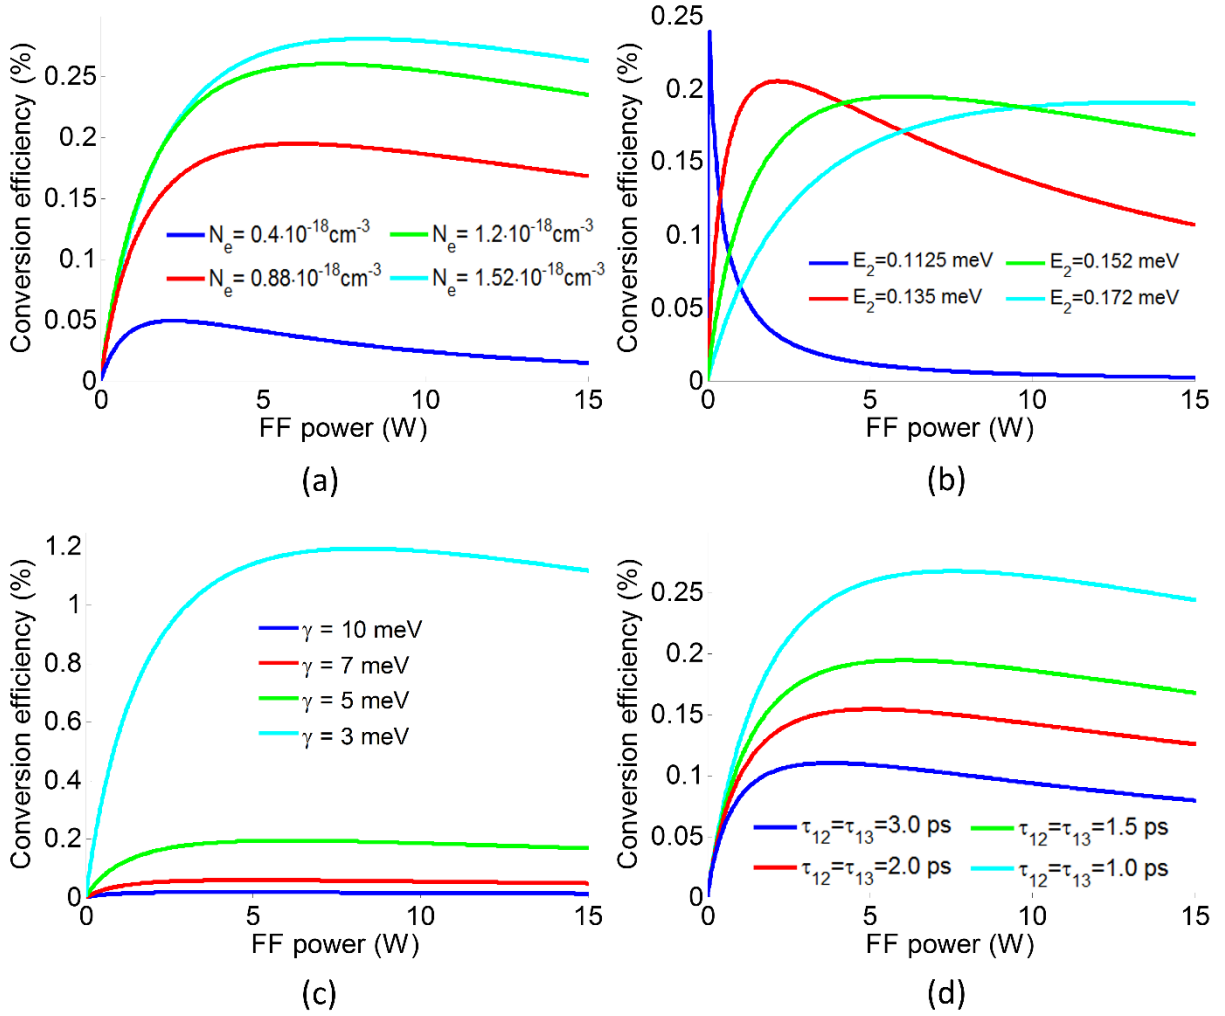 Conversion efficiency (%)
0.25
0.2
0.15
0.1
0.05
0
N_e= 0.4·10^-18cm^-3
N_e= 1.2·10^-18cm^-3
N_e= 0.88·10^-18cm^-3
N_e= 1.52·10^-18cm^-3
0 5 10 15
FF power (W)
(a)
Conversion efficiency (%)
0.25
0.2
0.15
0.1
0.05
0
E_2=0.1125 meV
E_2=0.152 meV
E_2=0.135 meV
E_2=0.172 meV
0 5 10 15
FF power (W)
(b)
Conversion efficiency (%)
1.2
1
0.8
0.6
0.4
0.2
0
γ = 10 meV
γ = 7 meV
γ = 5 meV
γ = 3 meV
0 5 10 15
FF power (W)
(c)
Conversion efficiency (%)
0.25
0.2
0.15
0.1
0.05
0
τ_12=τ_13=3.0 ps
τ_12=τ_13=1.5 ps
τ_12=τ_13=2.0 ps
τ_12=τ_13=1.0 ps
0 5 10 15
FF power (W)
(d)